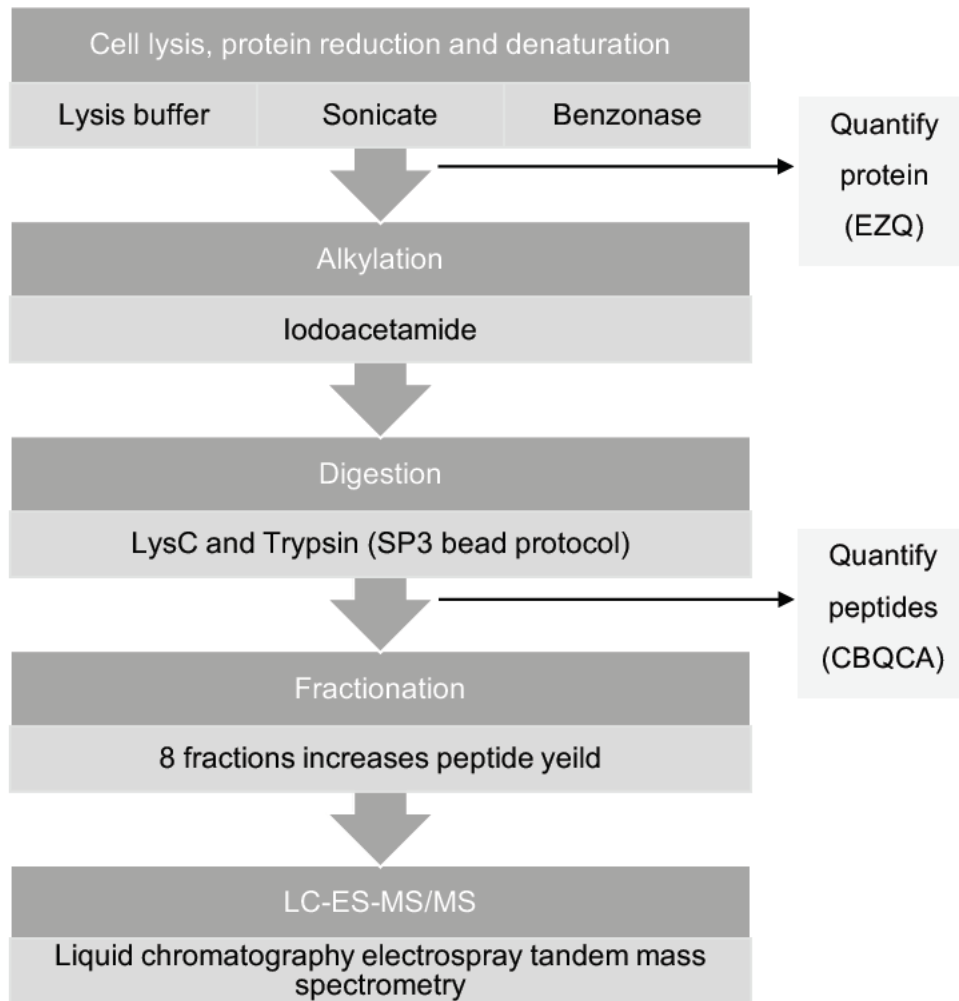 Cell lysis, protein reduction and denaturation
Lysis buffer Sonicate Benzonase
Quantify
protein
(EZQ)
Alkylation
Iodoacetamide
Digestion
LysC and Trypsin (SP3 bead protocol)
Quantify
peptides
(CBQCA)
Fractionation
8 fractions increases peptide yeild
LC-ES-MS/MS
Liquid chromatography electrospray tandem mass
spectrometry